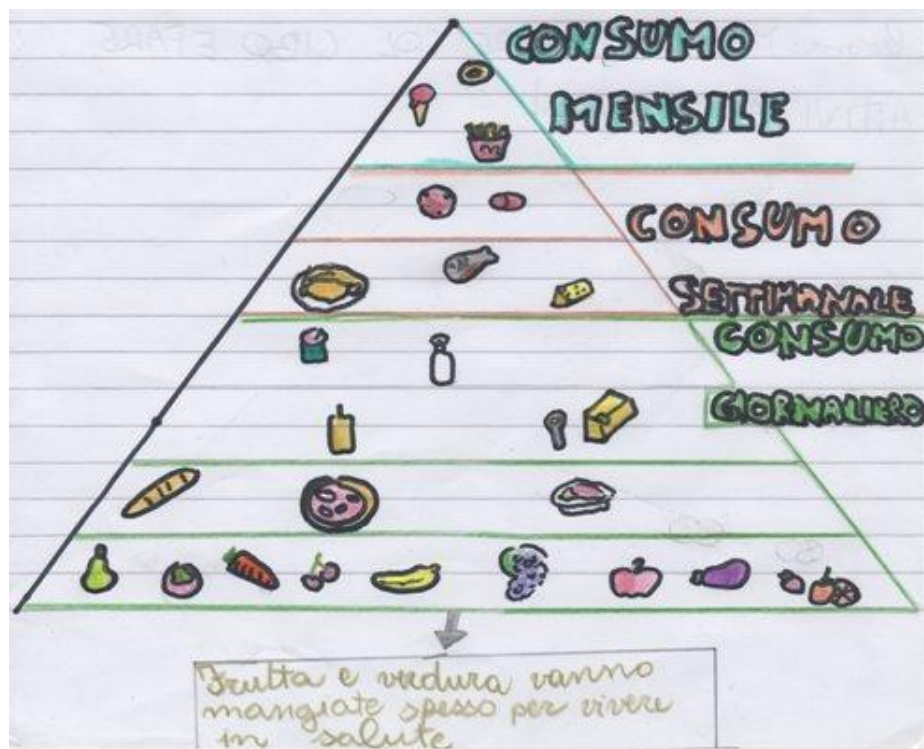 CONSUMO
MENSILE
CONSUMO
SETTIMANALE
CONSUMO
GIORNALIERO
Frutta e verdura vanno
mangiate spesso per vivere
in salute